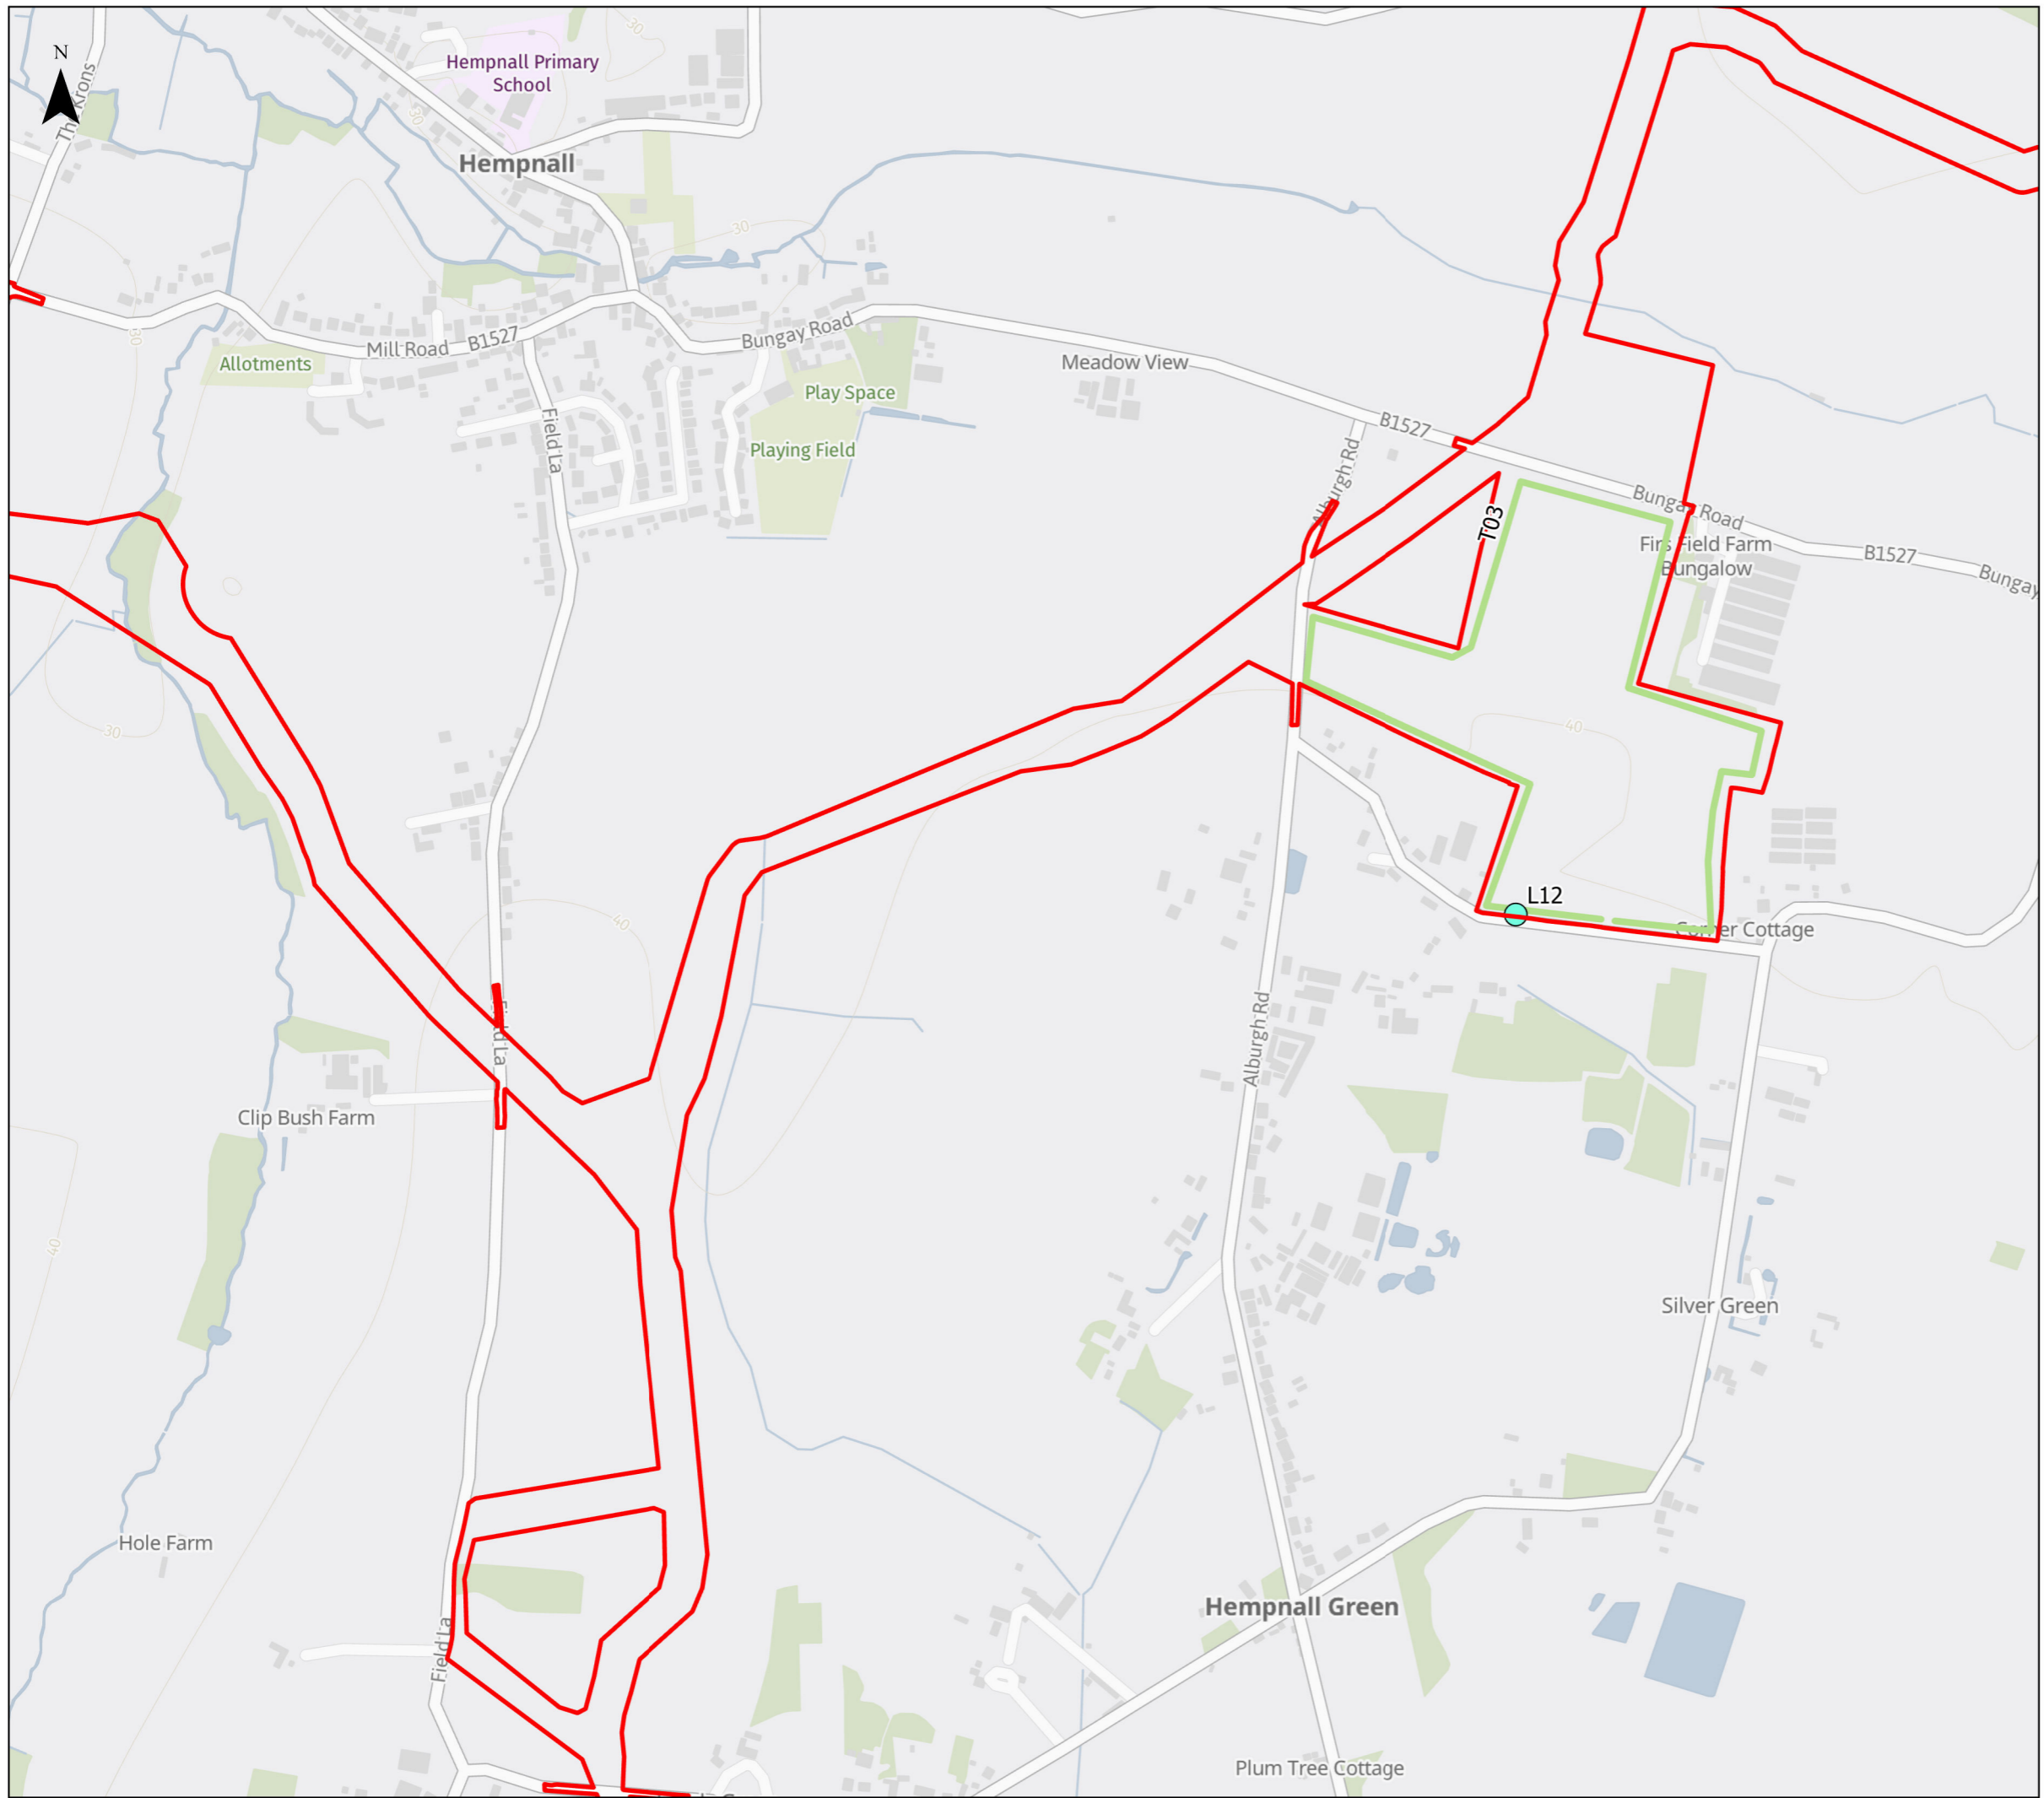 N
The Krons
30
30
Hempnall Primary
School
Hempnall
30
30
Mill Road
B1527
Bungay Road
Allotments
Field La
Play Space
Playing Field
Meadow View
B1527
Alburgh Rd
T03
Bungay Road
Firs Field Farm
Bungalow
B1527
Bungay
30
40
L12
Corner Cottage
40
Field La
Alburgh Rd
Clip Bush Farm
40
Silver Green
Hole Farm
Field La
Hempnall Green
Plum Tree Cottage